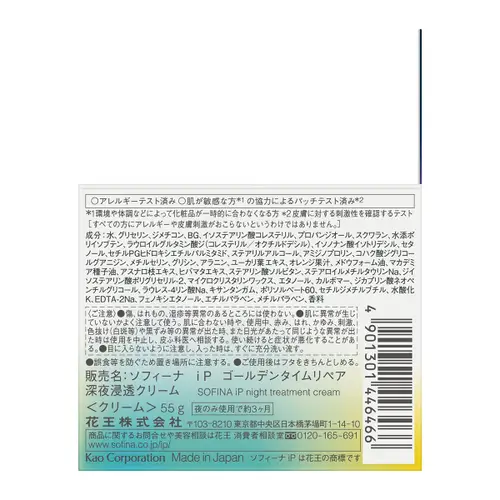 ○アレルギーテスト済み ○肌が敏感な方*¹ の協力によるパッチテスト済み*²
*¹環境や体調などによって化粧品が一時的に合わなくなる方 *²皮膚に対する刺激性を確認するテスト
[すべての方にアレルギーや皮膚刺激がおこらないというわけではありません。]
成分：水、グリセリン、ジメチコン、BG、イソステアリン酸コレステリル、プロパンジオール、スクワラン、水添ポ
リイソブテン、ラウロイルグルタミン酸ジ(コレステリル／オクチルドデシル)、イソノナン酸イソトリデシル、セタ
ノール、セチルPGヒドロキシエチルパルミタミド、ステアリルアルコール、アミジノプロリン、コハク酸ジグリコ
ールグアニジン、メチルセリン、グリシン、アラニン、ユーカリ葉エキス、オレンジ果汁、メドウフォーム油、マカデミ
ア種子油、アスナロ枝エキス、ヒバマタエキス、ステアリン酸ソルビタン、ステアロイルメチルタウリンNa、ジイ
ソステアリン酸ポリグリセリル-2、マイクロクリスタリンワックス、エタノール、カルボマー、ジカプリン酸ネオペ
ンチルグリコール、ラウレス-4リン酸Na、キサンタンガム、ポリソルベート60、セチルジメチルブチル、水酸化
K、EDTA-2Na、フェノキシエタノール、エチルパラベン、メチルパラベン、香料
〈ご注意〉●傷、はれもの、湿疹等異常のあるところには使わない。 ●肌に異常が生じ
ていないかよく注意して使う。肌に合わない時や、使用中、赤み、はれ、かゆみ、刺激、
色抜け(白斑等)や黒ずみ等の異常が出た時、また日光があたって同じような異常が出
た時は使用を中止し、皮ふ科医へ相談する。使い続けると症状が悪化することがあ
る。 ●目に入らないように注意し、入った時は、すぐに充分洗い流す。
●誤食等を防ぐため置き場所に注意する。 ●ご使用後はフタをきちんとしめる。
販売名：ソフィーナ iP ゴールデンタイムリペア
深夜浸透クリーム SOFINA iP night treatment cream
＜クリーム＞ 55g 夜のみ使用で約3ヶ月
花王株式会社 〒103-8210 東京都中央区日本橋茅場町1-14-10
商品に関するお問合せや美容相談は花王 消費者相談室 0120-165-691
www.sofina.co.jp/ip/
Kao Corporation Made in Japan ソフィーナ iP は花王の商標です
4901301446466